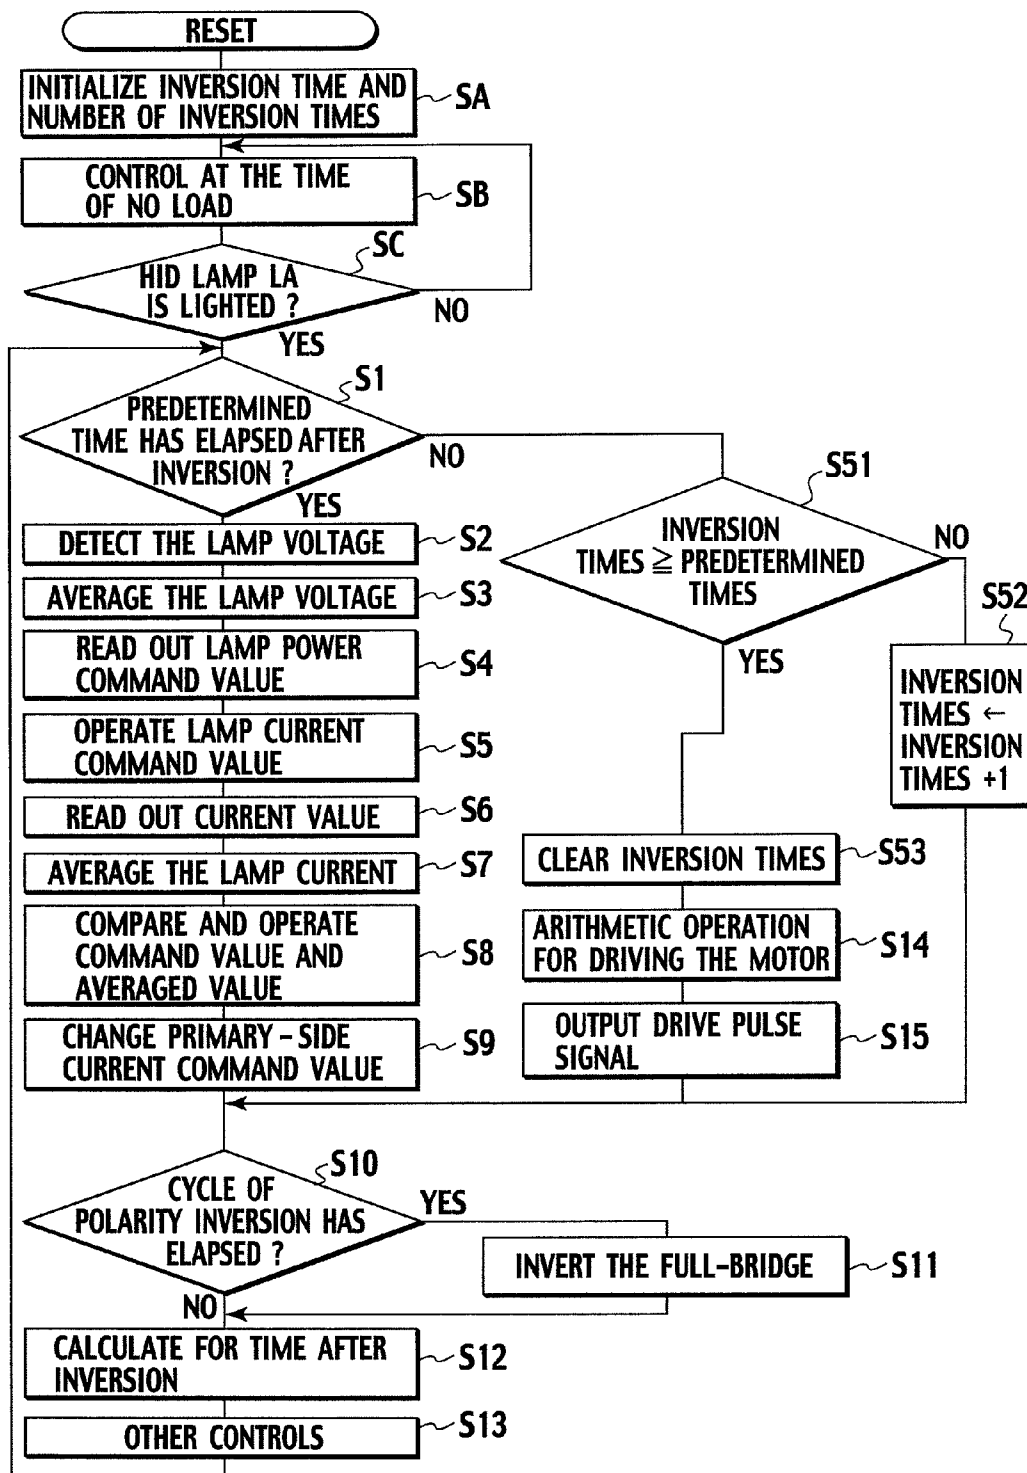 RESET
INITIALIZE INVERSION TIME AND
NUMBER OF INVERSION TIMES
SA
CONTROL AT THE TIME
OF NO LOAD
SB
SC
HID LAMP LA
IS LIGHTED ?
NO
YES
S1
PREDETERMINED
TIME HAS ELAPSED AFTER
INVERSION ?
NO
YES
S51
INVERSION
TIMES ≧ PREDETERMINED
TIMES
NO
YES
S52
INVERSION
TIMES ←
INVERSION
TIMES +1
DETECT THE LAMP VOLTAGE
S2
AVERAGE THE LAMP VOLTAGE
S3
READ OUT LAMP POWER
COMMAND VALUE
S4
OPERATE LAMP CURRENT
COMMAND VALUE
S5
READ OUT CURRENT VALUE
S6
AVERAGE THE LAMP CURRENT
S7
COMPARE AND OPERATE
COMMAND VALUE AND
AVERAGED VALUE
S8
CHANGE PRIMARY-SIDE
CURRENT COMMAND VALUE
S9
CLEAR INVERSION TIMES
S53
ARITHMETIC OPERATION
FOR DRIVING THE MOTOR
S14
OUTPUT DRIVE PULSE
SIGNAL
S15
S10
CYCLE OF
POLARITY INVERSION HAS
ELAPSED ?
YES
NO
INVERT THE FULL-BRIDGE
S11
CALCULATE FOR TIME AFTER
INVERSION
S12
OTHER CONTROLS
S13